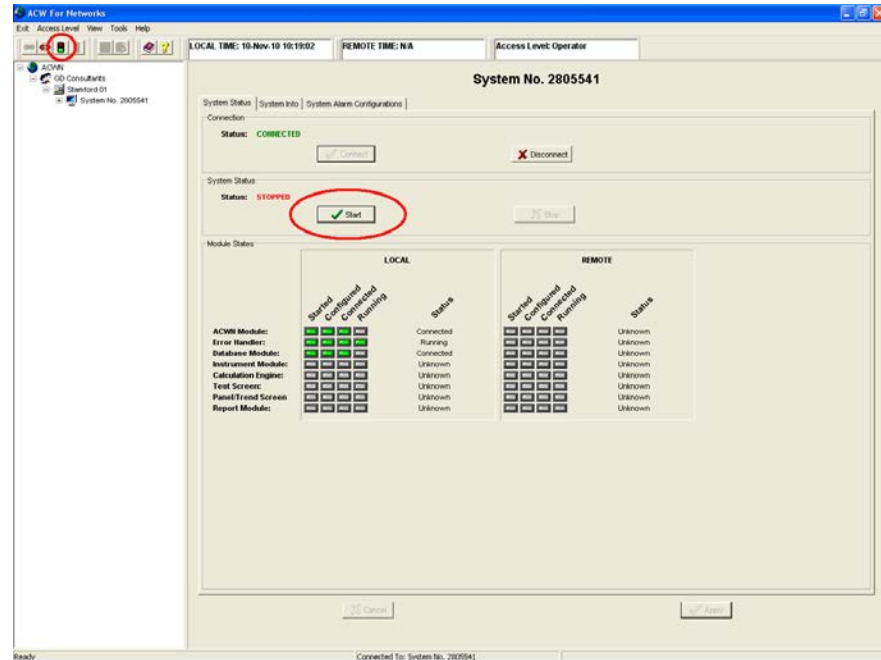 ACW For Networks
Exit Access Level View Tools Help
LOCAL TIME: 10-Nov-10 10:19:02 REMOTE TIME: N/A Access Level: Operator
ACWN
GD Consultants
Stamford 01
System No. 2805541
System No. 2805541
System Status System Info System Alarm Configurations
Connection
Status: CONNECTED
Connect Disconnect
System Status
Status: STOPPED
Start Stop
Module States
LOCAL REMOTE
Started Configured Connected Running Status Started Configured Connected Running Status
ACWN Module: Connected Unknown
Error Handler: Running Unknown
Database Module: Connected Unknown
Instrument Module: Unknown Unknown
Calculation Engine: Unknown Unknown
Test Screen: Unknown Unknown
Panel/Trend Screen Unknown Unknown
Report Module: Unknown Unknown
Cancel Apply
Ready Connected To: System No. 2805541